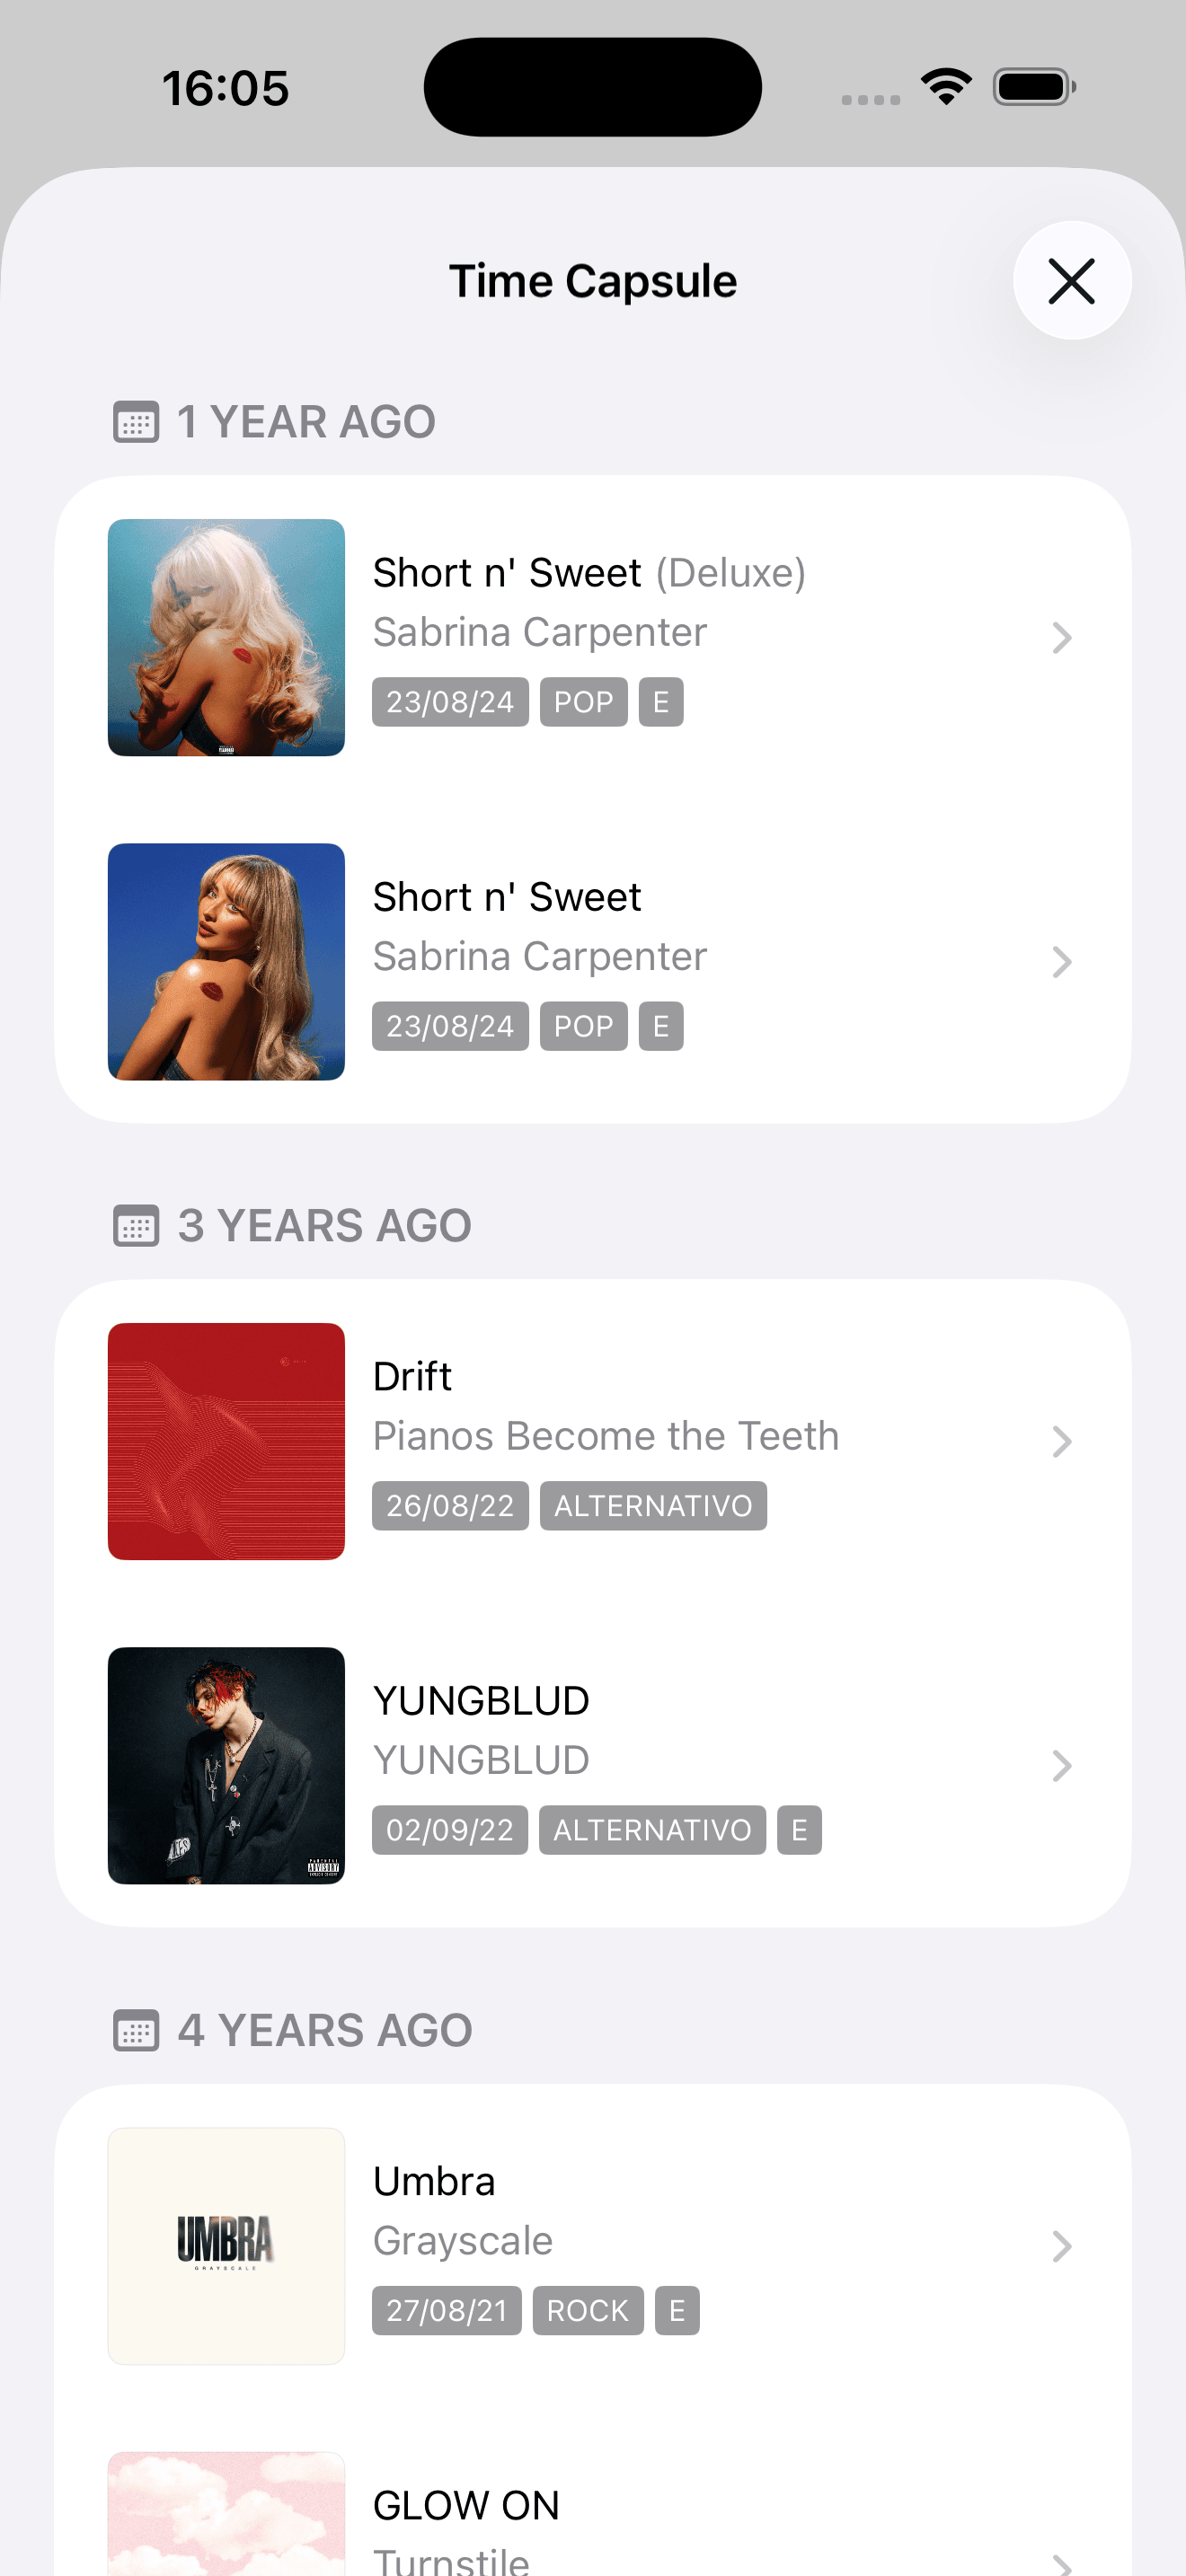 16:05
Time Capsule
1 YEAR AGO
Short n' Sweet (Deluxe)
Sabrina Carpenter
23/08/24 POP E
Short n' Sweet
Sabrina Carpenter
23/08/24 POP E
3 YEARS AGO
Drift
Pianos Become the Teeth
26/08/22 ALTERNATIVO
YUNGBLUD
YUNGBLUD
02/09/22 ALTERNATIVO E
ADVISORY
4 YEARS AGO
UMBRA
GRAYSCALE
Umbra
Grayscale
27/08/21 ROCK E
GLOW ON
Turnstile